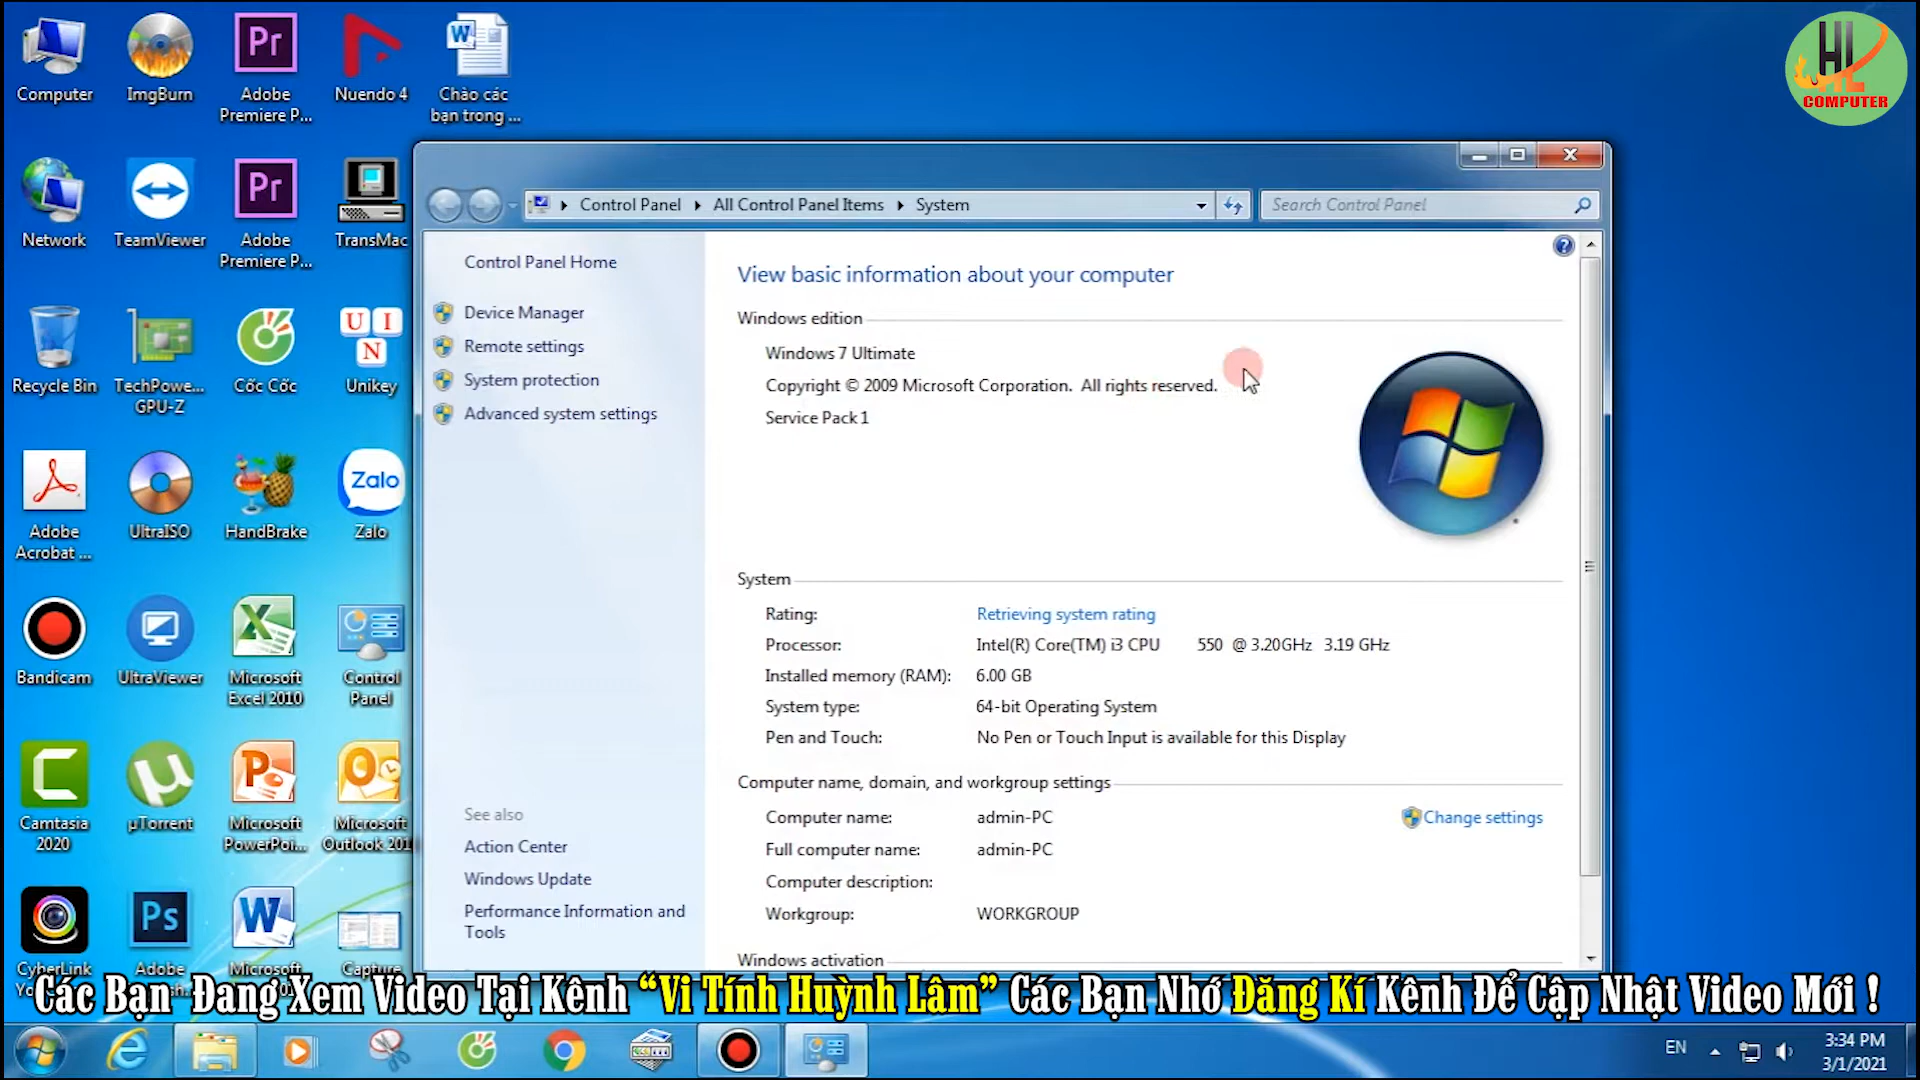 Computer
ImgBurn
Adobe
Premiere P...
Nuendo 4
Chào các
bạn trong ...
HL
COMPUTER
Network
TeamViewer
Adobe
Premiere P...
TransMac
Recycle Bin
TechPowe...
GPU-Z
Cốc Cốc
UIN
Unikey
Adobe
Acrobat ...
UltraISO
HandBrake
Zalo
Zalo
Bandicam
UltraViewer
Microsoft
Excel 2010
Control
Panel
Camtasia
2020
µTorrent
Microsoft
PowerPoi...
Microsoft
Outlook 201
CyberLink
Adobe
Microsoft
Capture
Control Panel
All Control Panel Items
System
Search Control Panel
Control Panel Home
Device Manager
Remote settings
System protection
Advanced system settings
See also
Action Center
Windows Update
Performance Information and
Tools
View basic information about your computer
Windows edition
Windows 7 Ultimate
Copyright © 2009 Microsoft Corporation. All rights reserved.
Service Pack 1
System
Rating: Retrieving system rating
Processor: Intel(R) Core(TM) i3 CPU 550 @ 3.20GHz 3.19 GHz
Installed memory (RAM): 6.00 GB
System type: 64-bit Operating System
Pen and Touch: No Pen or Touch Input is available for this Display
Computer name, domain, and workgroup settings
Computer name: admin-PC
Change settings
Full computer name: admin-PC
Computer description:
Workgroup: WORKGROUP
Windows activation
Các Bạn Đang Xem Video Tại Kênh “Vi Tính Huỳnh Lâm” Các Bạn Nhớ Đăng Kí Kênh Để Cập Nhật Video Mới !
EN
3:34 PM
3/1/2021